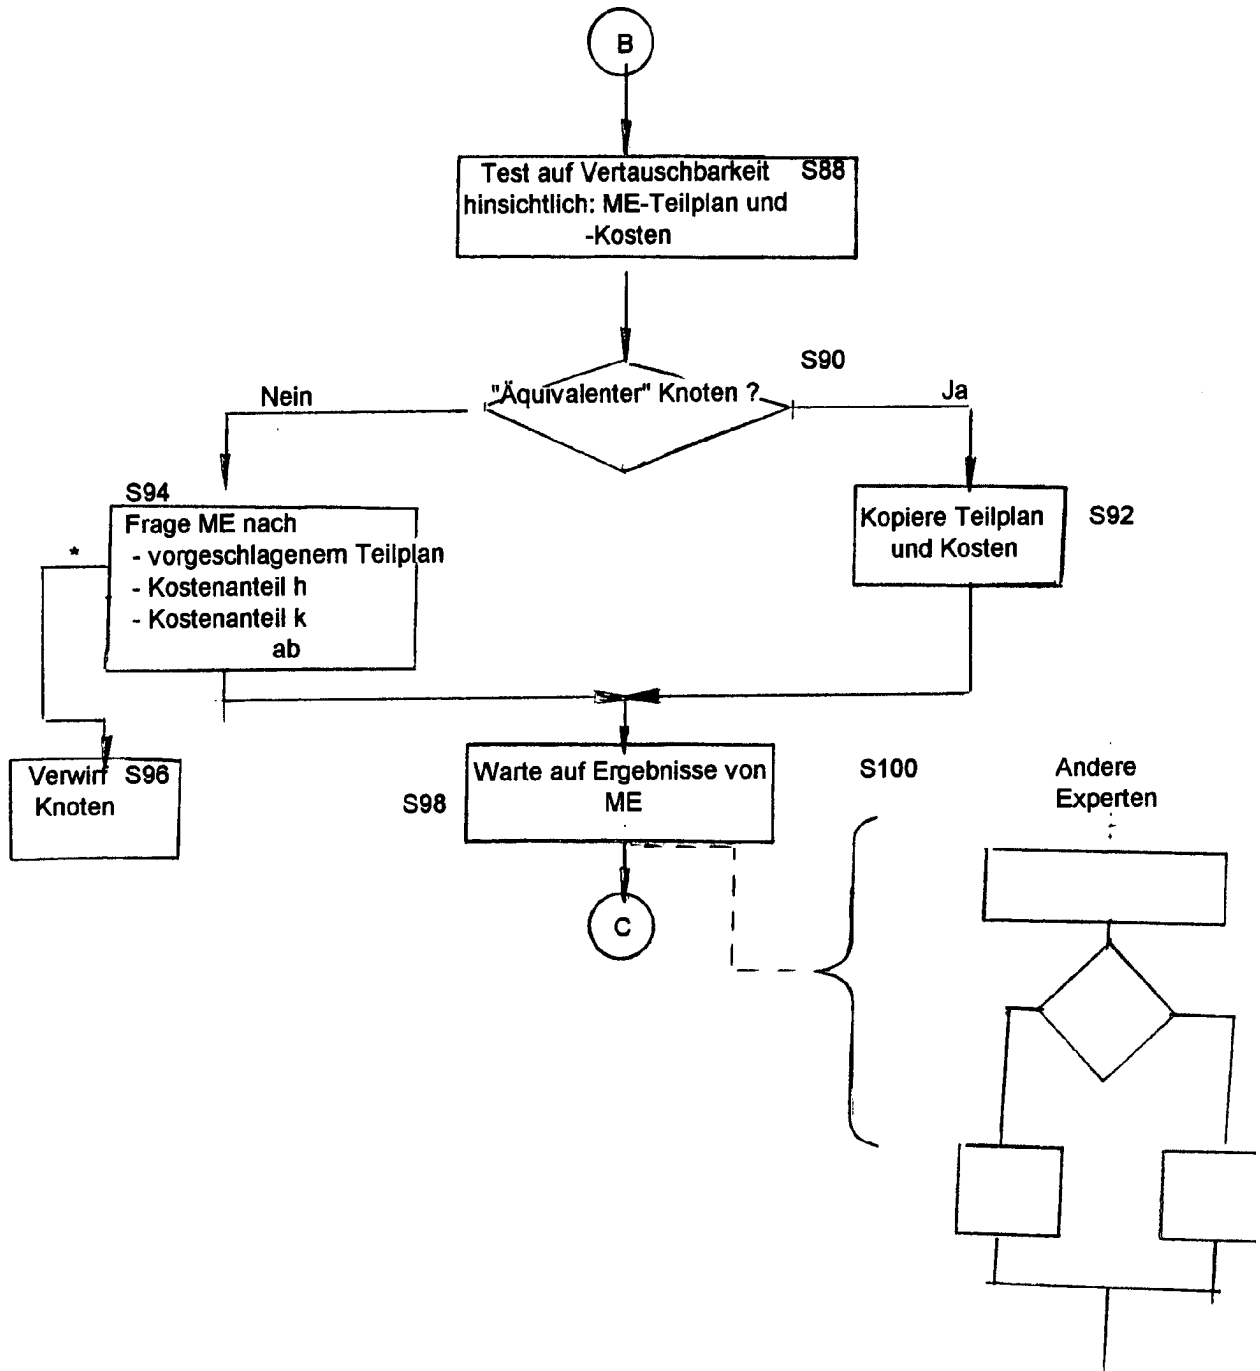 B
Test auf Vertauschbarkeit S88
hinsichtlich: ME-Teilplan und
-Kosten
S90
"Äquivalenter" Knoten ?
Nein
Ja
S94
Frage ME nach
- vorgeschlagenem Teilplan
- Kostenanteil h
- Kostenanteil k
ab
*
Kopiere Teilplan
und Kosten
S92
Verwirf S96
Knoten
Warte auf Ergebnisse von
ME
S98
S100
Andere
Experten
C